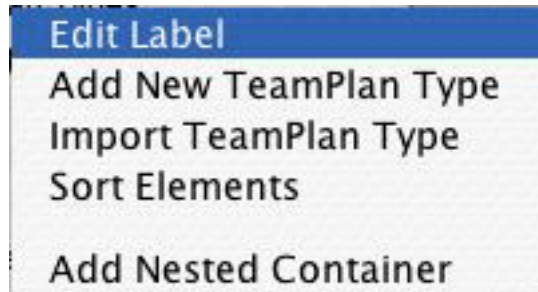 Edit Label
Add New TeamPlan Type
Import TeamPlan Type
Sort Elements
Add Nested Container